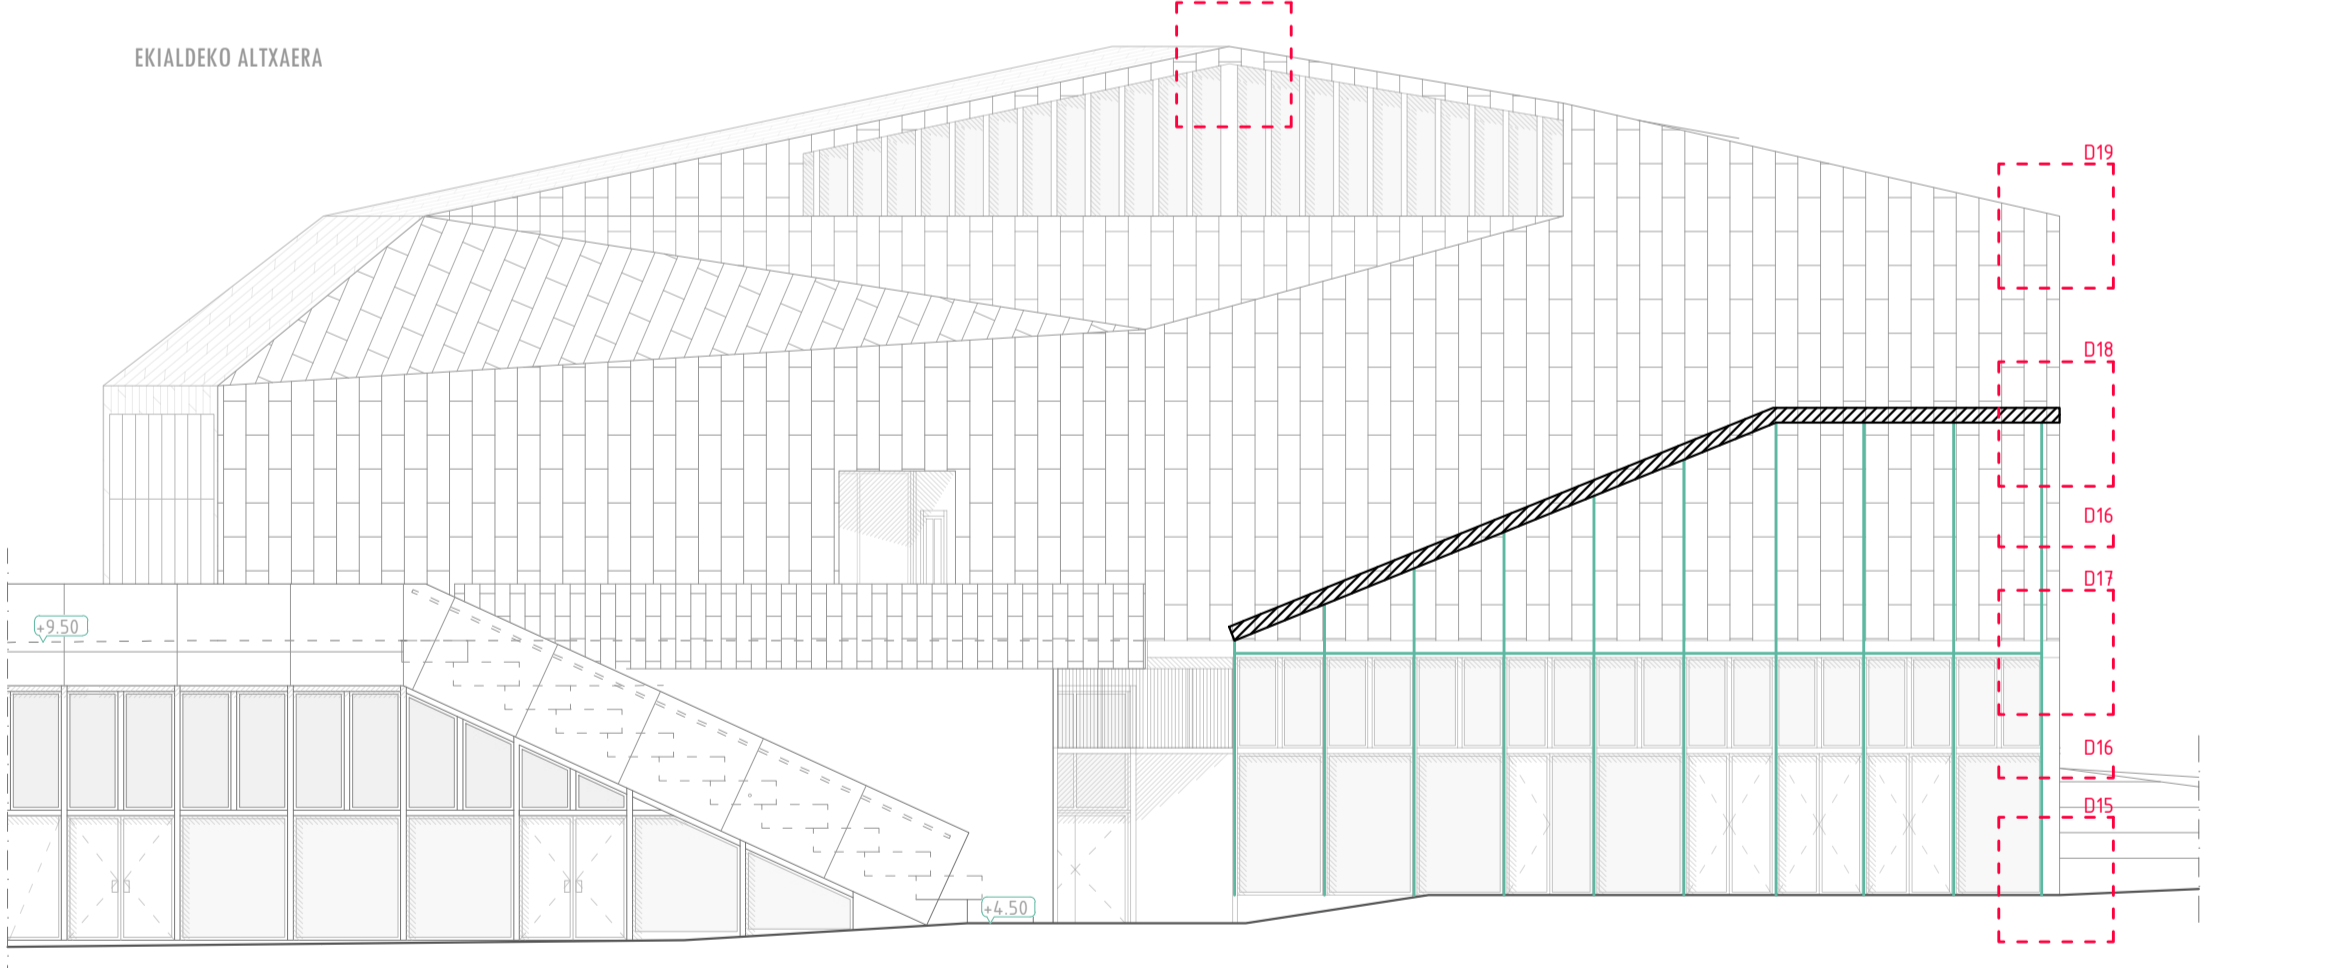 EKIALDEKO ALTXAERA
D19
D18
D16
D17
+9.50
D16
D15
+4.50